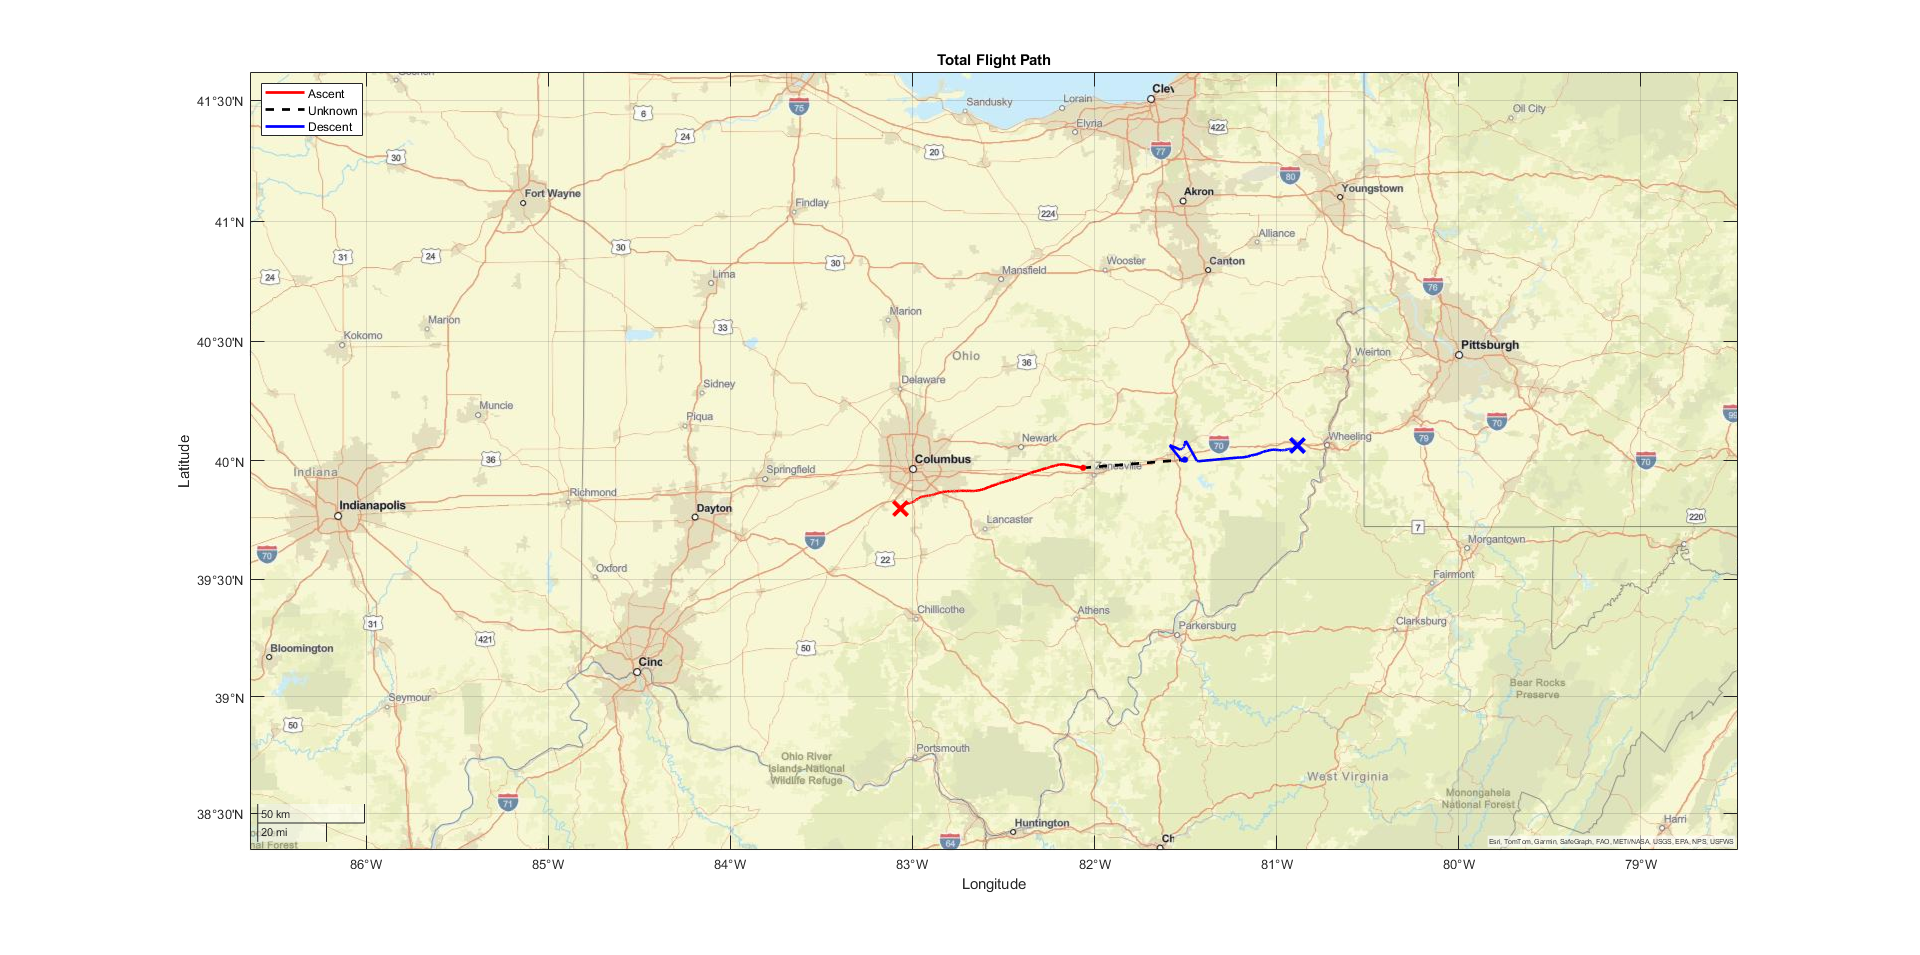 Total Flight Path
Ascent
Unknown
Descent
41°30'N
41°N
40°30'N
40°N
39°30'N
39°N
38°30'N
Latitude
86°W
85°W
84°W
83°W
82°W
81°W
80°W
79°W
Longitude
75
6
24
20
30
Sandusky
Lorain
Clev
Elyria
422
77
Oil City
80
Fort Wayne
Findlay
224
Akron
Youngstown
31
24
30
30
24
Alliance
Lima
Mansfield
Wooster
Canton
76
Kokomo
Marion
33
Marion
Ohio
36
Weirton
Pittsburgh
Sidney
Delaware
Muncie
Piqua
Newark
70
Wheeling
79
70
99
Indiana
36
Springfield
Columbus
Zanesville
70
Indianapolis
Richmond
Dayton
Lancaster
7
220
70
71
22
Morgantown
Oxford
Fairmont
31
421
Chillicothe
Athens
Parkersburg
Clarksburg
Bloomington
Cinc
50
Seymour
50
Bear Rocks
Preserve
Ohio River
Islands National
Wildlife Refuge
Portsmouth
West Virginia
71
Monongahela
National Forest
50 km
20 mi
nal Forest
64
Huntington
Ch
Harri
Esri, TomTom, Garmin, SafeGraph, FAO, METI/NASA, USGS, EPA, NPS, USFWS